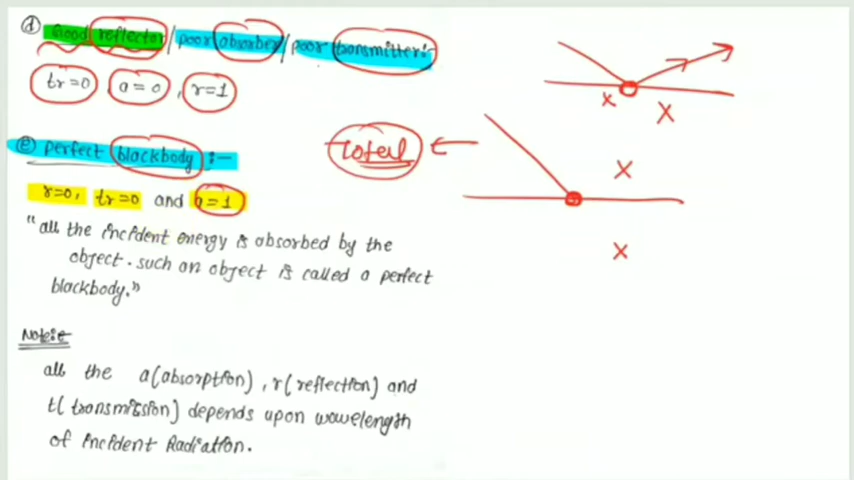 (d) Good reflector/poor absorber/poor transmitter:-
tr=0, a=0, r=1
(e) perfect blackbody :-
total
r=0, tr=0 and a=1
"all the incident energy is absorbed by the
object. such an object is called a perfect
blackbody."
Note:-
all the a(absorption), r(reflection) and
t(transmission) depends upon wavelength
of incident Radiation.